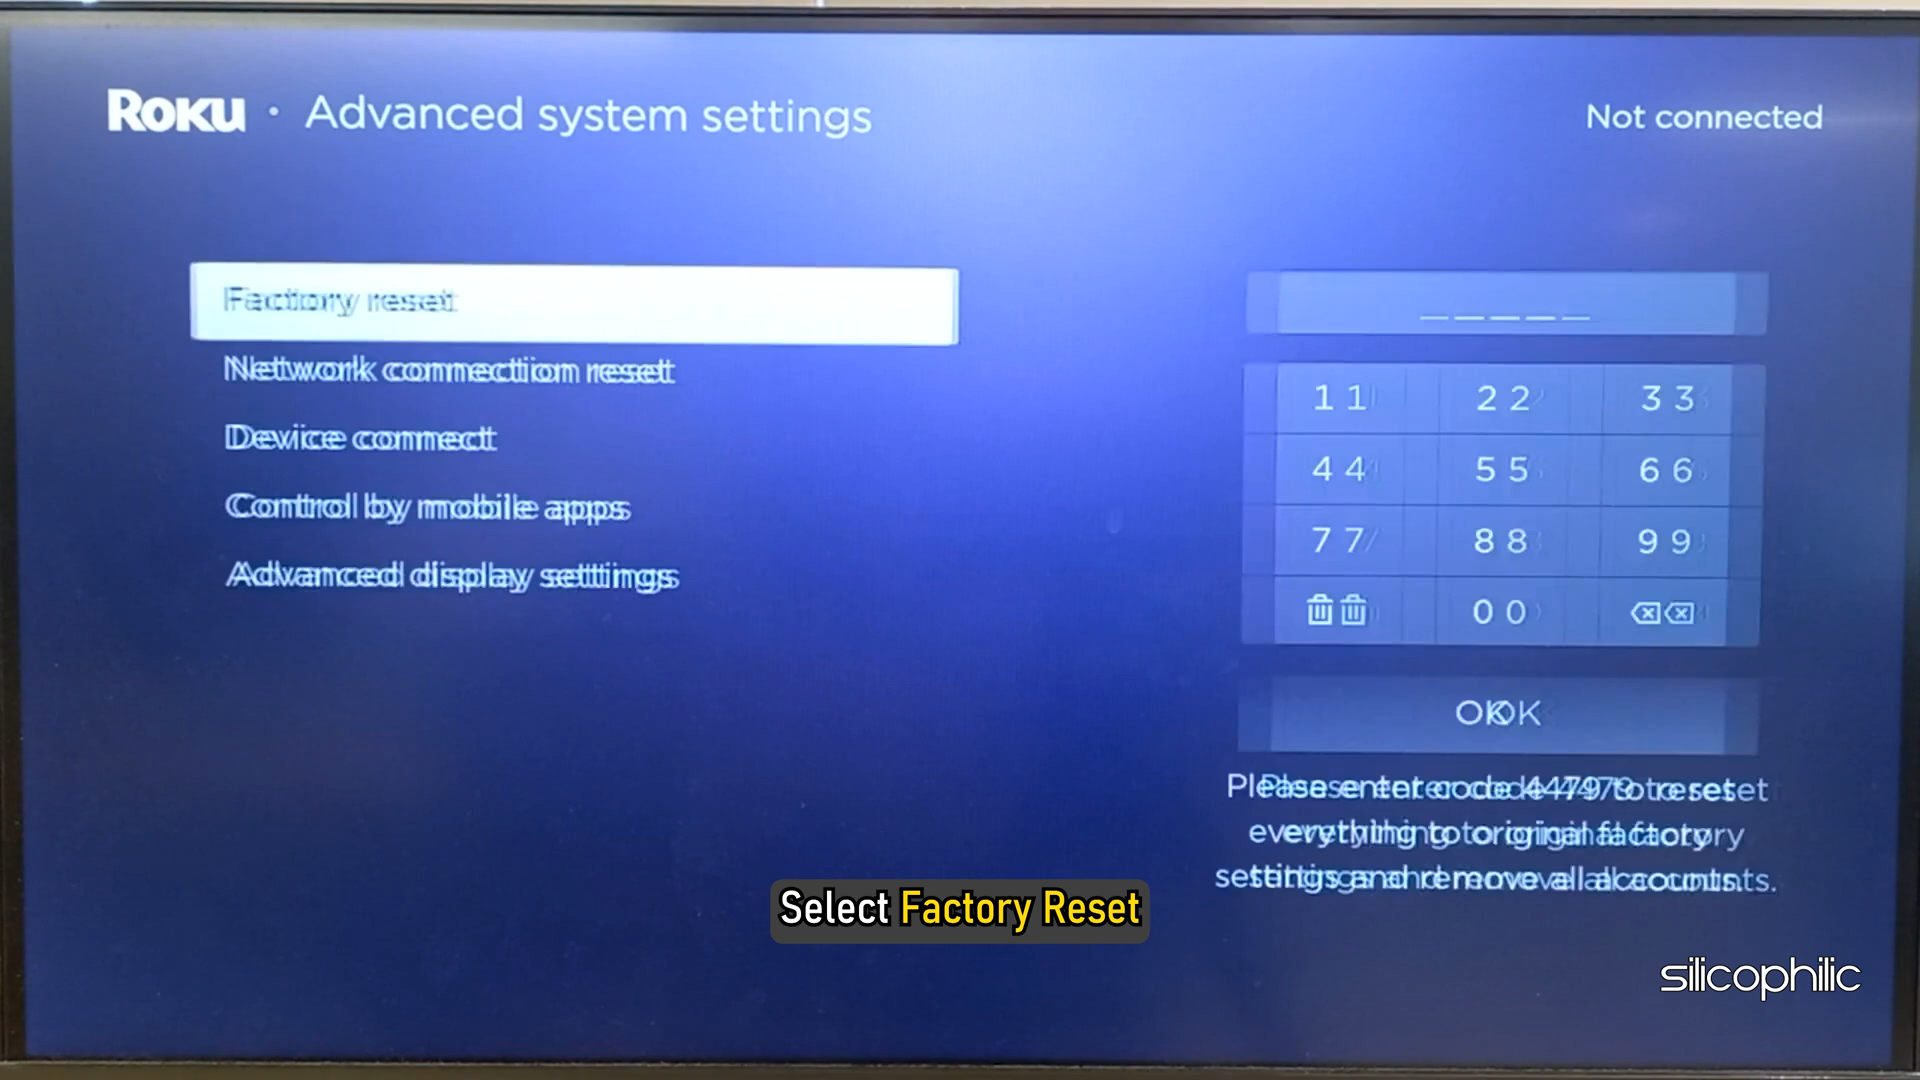 Roku • Advanced system settings
Not connected
Factory reset
Network connection reset
Device connect
Control by mobile apps
Advanced display settings
_ _ _ _ _
1 2 3
4 5 6
7 8 9
0
OK
Please enter code to reset
everything to original factory
settings and remove all accounts.
Select Factory Reset
silicophilic